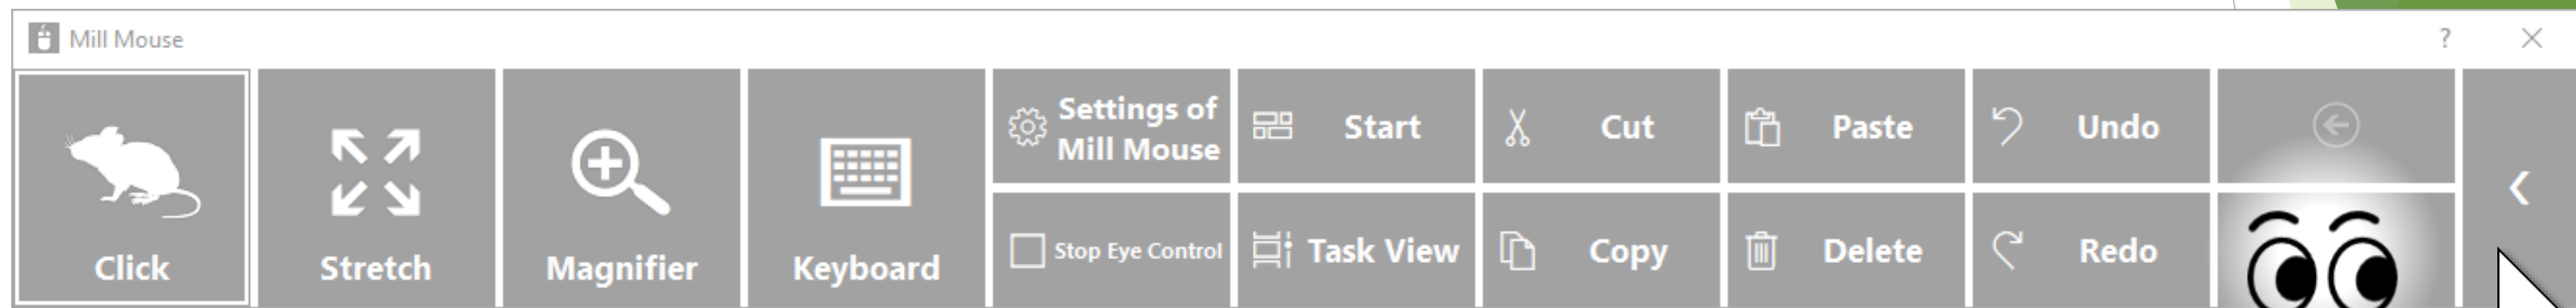 Mill Mouse
?
Click
Stretch
Magnifier
Keyboard
Settings of
Mill Mouse
Stop Eye Control
Start
Task View
Cut
Copy
Paste
Delete
Undo
Redo